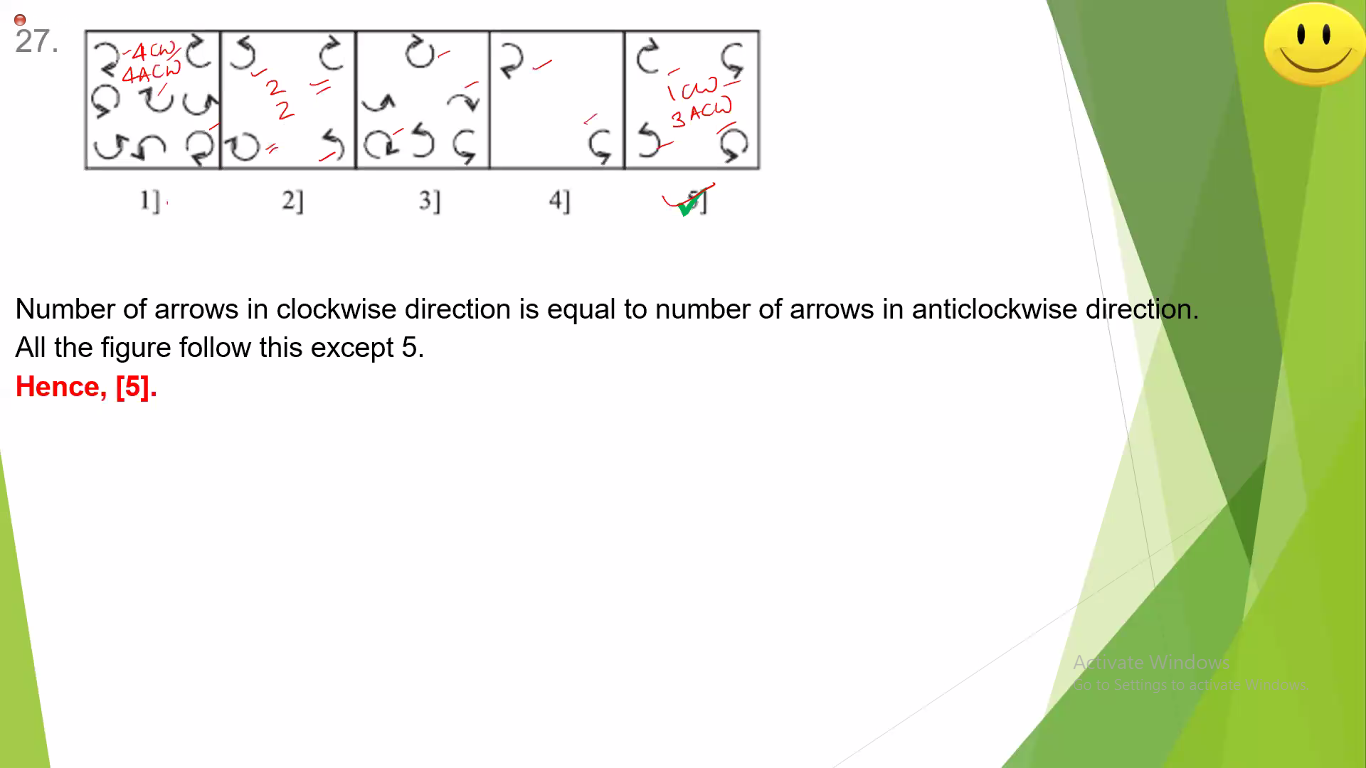 27.
-4CW
4ACW
2
2
1CW
3ACW
1] 2] 3] 4] 5]
Number of arrows in clockwise direction is equal to number of arrows in anticlockwise direction.
All the figure follow this except 5.
Hence, [5].
Activate Windows
Go to Settings to activate Windows.